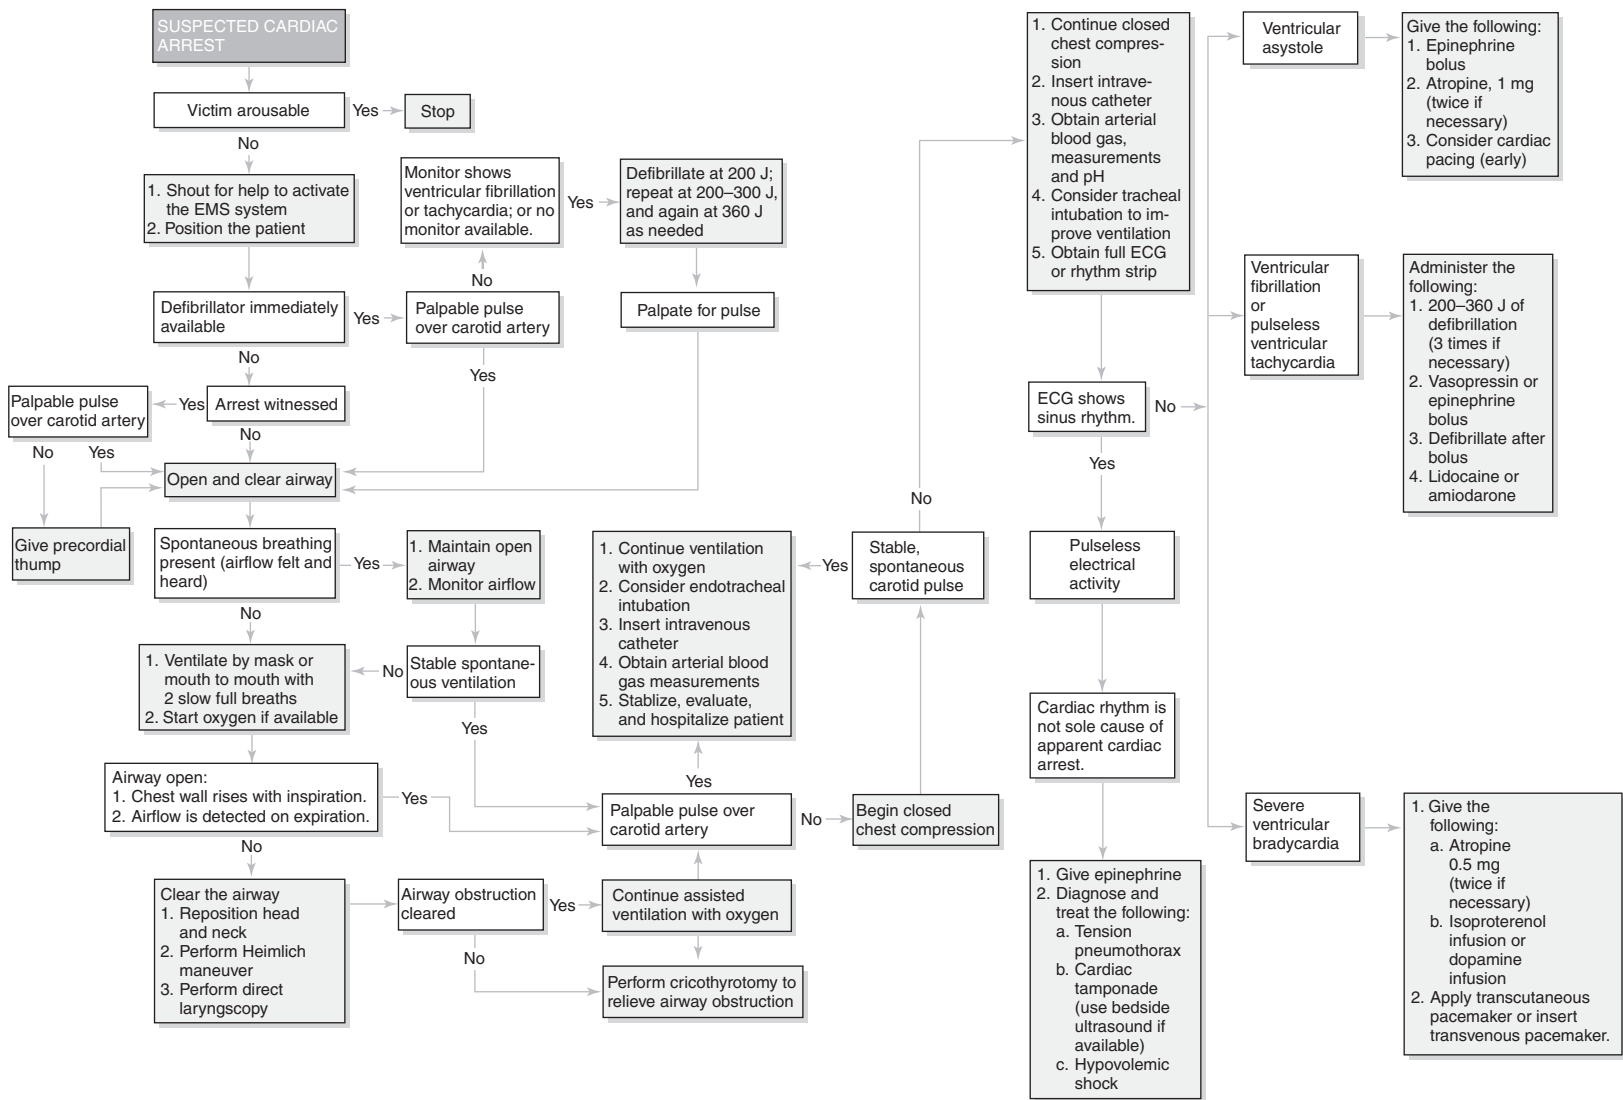 SUSPECTED CARDIAC
ARREST
Victim arousable
Yes
Stop
No
1. Shout for help to activate
the EMS system
2. Position the patient
Defibrillator immediately
available
Yes
Palpable pulse
over carotid artery
No
Monitor shows
ventricular fibrillation
or tachycardia; or no
monitor available.
Yes
Defibrillate at 200 J;
repeat at 200–300 J,
and again at 360 J
as needed
Palpate for pulse
Yes
No
Arrest witnessed
Yes
Palpable pulse
over carotid artery
No
Yes
No
Open and clear airway
Give precordial
thump
Spontaneous breathing
present (airflow felt and
heard)
Yes
1. Maintain open
airway
2. Monitor airflow
No
Stable spontane-
ous ventilation
No
Yes
1. Ventilate by mask or
mouth to mouth with
2 slow full breaths
2. Start oxygen if available
Airway open:
1. Chest wall rises with inspiration.
2. Airflow is detected on expiration.
Yes
No
Clear the airway
1. Reposition head
and neck
2. Perform Heimlich
maneuver
3. Perform direct
laryngscopy
Airway obstruction
cleared
Yes
No
Continue assisted
ventilation with oxygen
Perform cricothyrotomy to
relieve airway obstruction
Palpable pulse over
carotid artery
Yes
1. Continue ventilation
with oxygen
2. Consider endotracheal
intubation
3. Insert intravenous
catheter
4. Obtain arterial blood
gas measurements
5. Stablize, evaluate,
and hospitalize patient
No
Begin closed
chest compression
Stable,
spontaneous
carotid pulse
Yes
No
1. Continue closed
chest compres-
sion
2. Insert intrave-
nous catheter
3. Obtain arterial
blood gas,
measurements
and pH
4. Consider tracheal
intubation to im-
prove ventilation
5. Obtain full ECG
or rhythm strip
ECG shows
sinus rhythm.
No
Yes
Pulseless
electrical
activity
Cardiac rhythm is
not sole cause of
apparent cardiac
arrest.
1. Give epinephrine
2. Diagnose and
treat the following:
a. Tension
pneumothorax
b. Cardiac
tamponade
(use bedside
ultrasound if
available)
c. Hypovolemic
shock
Ventricular
asystole
Give the following:
1. Epinephrine
bolus
2. Atropine, 1 mg
(twice if
necessary)
3. Consider cardiac
pacing (early)
Ventricular
fibrillation
or
pulseless
ventricular
tachycardia
Administer the
following:
1. 200–360 J of
defibrillation
(3 times if
necessary)
2. Vasopressin or
epinephrine
bolus
3. Defibrillate after
bolus
4. Lidocaine or
amiodarone
Severe
ventricular
bradycardia
1. Give the
following:
a. Atropine
0.5 mg
(twice if
necessary)
b. Isoproterenol
infusion or
dopamine
infusion
2. Apply transcutaneous
pacemaker or insert
transvenous pacemaker.